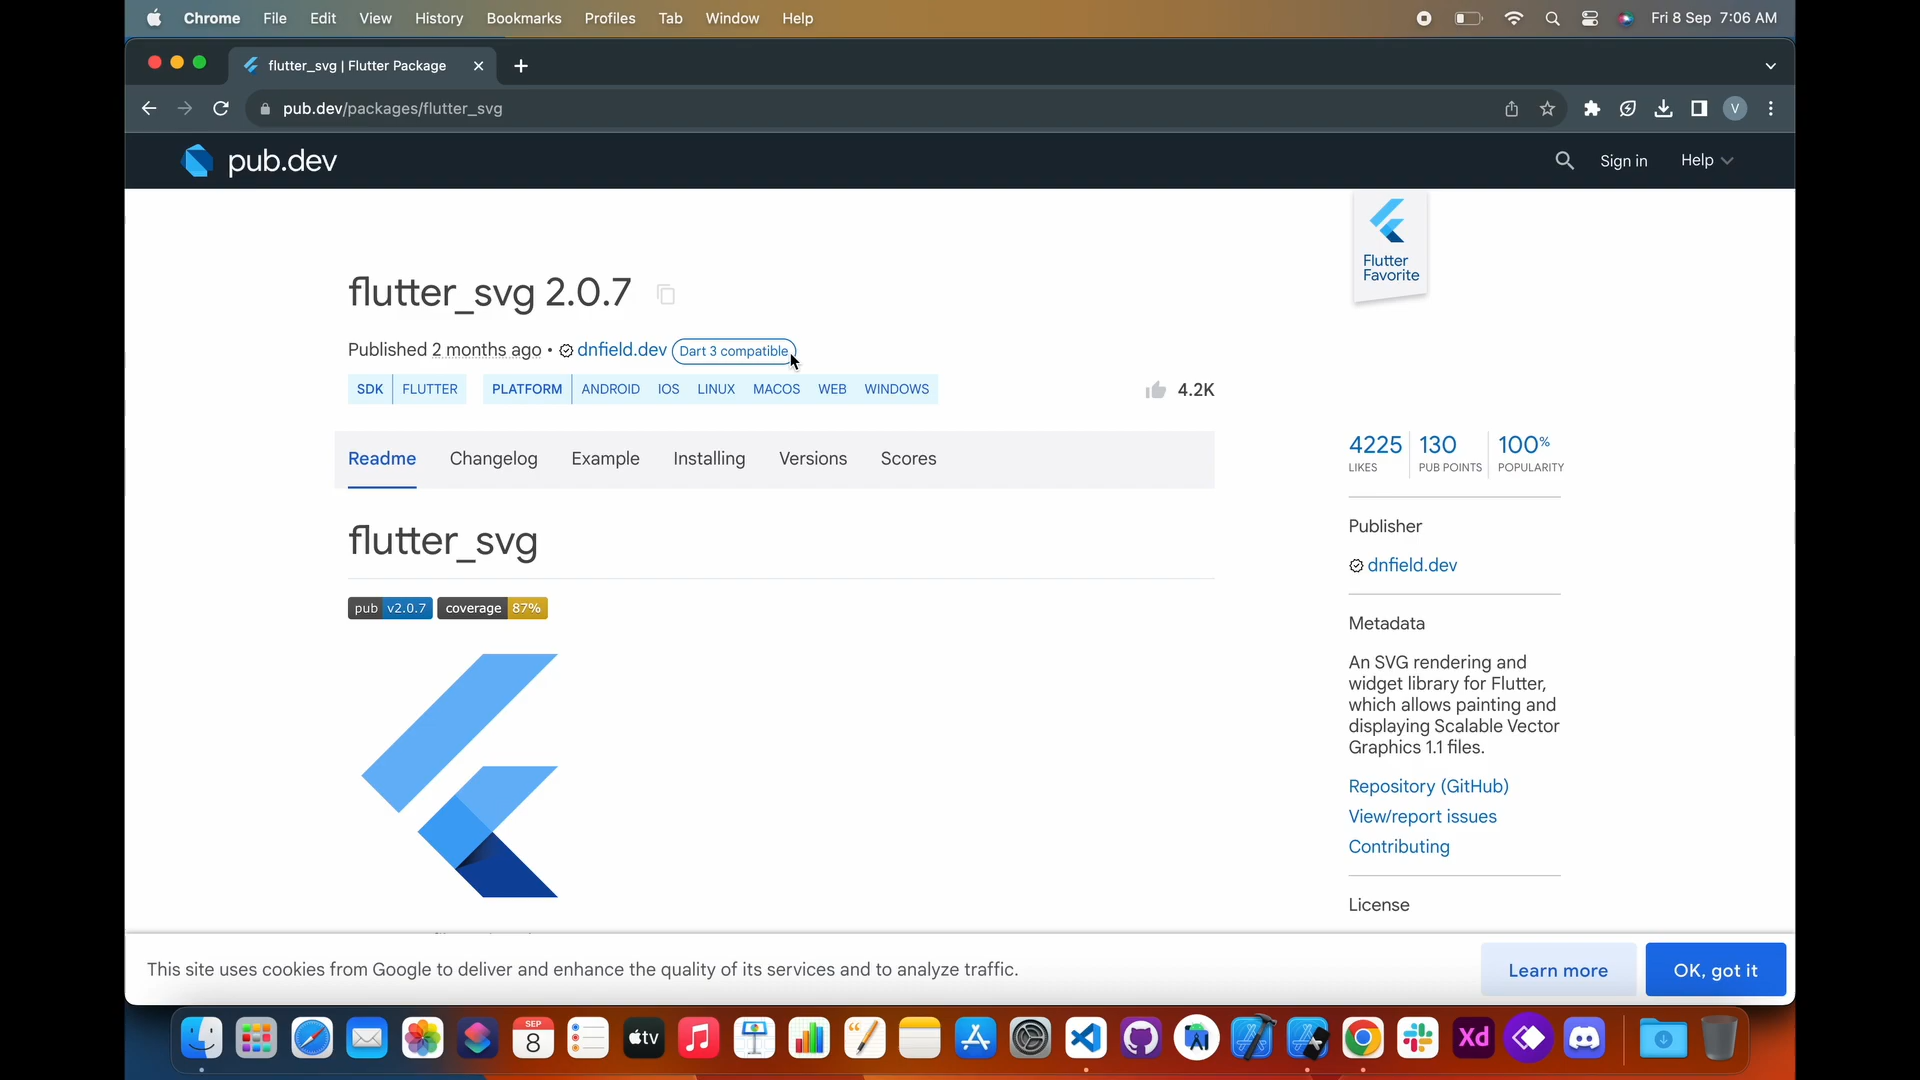 Chrome File Edit View History Bookmarks Profiles Tab Window Help Fri 8 Sep 7:06 AM
flutter_svg | Flutter Package
pub.dev/packages/flutter_svg V
pub.dev Sign in Help
Flutter
Favorite
flutter_svg 2.0.7
Published 2 months ago • dnfield.dev Dart 3 compatible
SDK FLUTTER PLATFORM ANDROID IOS LINUX MACOS WEB WINDOWS 4.2K
Readme Changelog Example Installing Versions Scores
flutter_svg
pub v2.0.7 coverage 87%
4225 130 100%
LIKES PUB POINTS POPULARITY
Publisher
dnfield.dev
Metadata
An SVG rendering and
widget library for Flutter,
which allows painting and
displaying Scalable Vector
Graphics 1.1 files.
Repository (GitHub)
View/report issues
Contributing
License
This site uses cookies from Google to deliver and enhance the quality of its services and to analyze traffic. Learn more OK, got it
SEP
8
tv
Xd